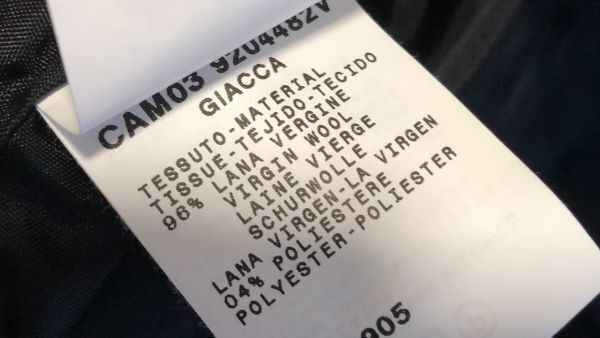 CAM03 9204482V
GIACCA
TESSUTO-MATERIAL
TISSUE-TEJIDO-TECIDO
96% LANA VERGINE
VIRGIN WOOL
LAINE VIERGE
SCHURWOLLE
LANA VIRGEN-LA VIRGEN
04% POLIESTERE
POLYESTER-POLIESTER
905